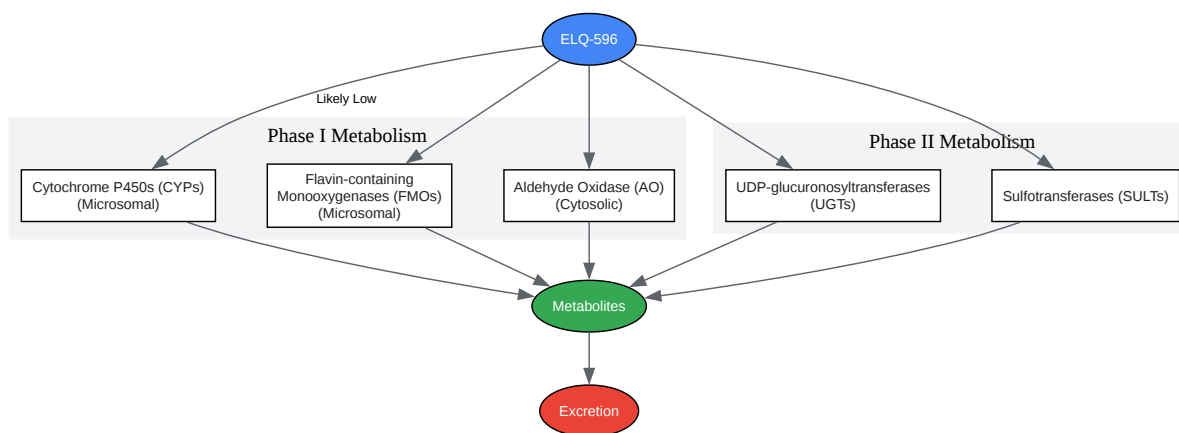 ELQ-596
Likely Low
Phase I Metabolism
Phase II Metabolism
Cytochrome P450s (CYPs)
(Microsomal)
Flavin-containing
Monooxygenases (FMOs)
(Microsomal)
Aldehyde Oxidase (AO)
(Cytosolic)
UDP-glucuronosyltransferases
(UGTs)
Sulfotransferases (SULTs)
Metabolites
Excretion